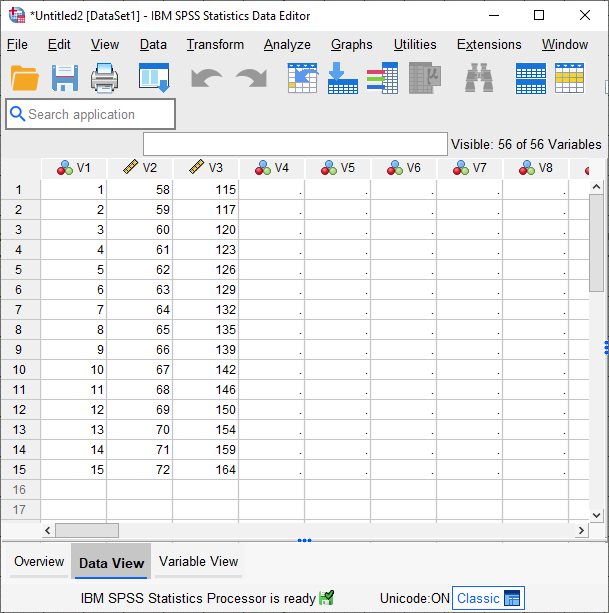 *Untitled2 [DataSet1] - IBM SPSS Statistics Data Editor
File Edit View Data Transform Analyze Graphs Utilities Extensions Window
μ
Search application
Visible: 56 of 56 Variables
V1 V2 V3 V4 V5 V6 V7 V8
1 1 58 115 . . . . .
2 2 59 117 . . . . .
3 3 60 120 . . . . .
4 4 61 123 . . . . .
5 5 62 126 . . . . .
6 6 63 129 . . . . .
7 7 64 132 . . . . .
8 8 65 135 . . . . .
9 9 66 139 . . . . .
10 10 67 142 . . . . .
11 11 68 146 . . . . .
12 12 69 150 . . . . .
13 13 70 154 . . . . .
14 14 71 159 . . . . .
15 15 72 164 . . . . .
16
17
Overview Data View Variable View
IBM SPSS Statistics Processor is ready Unicode:ON Classic